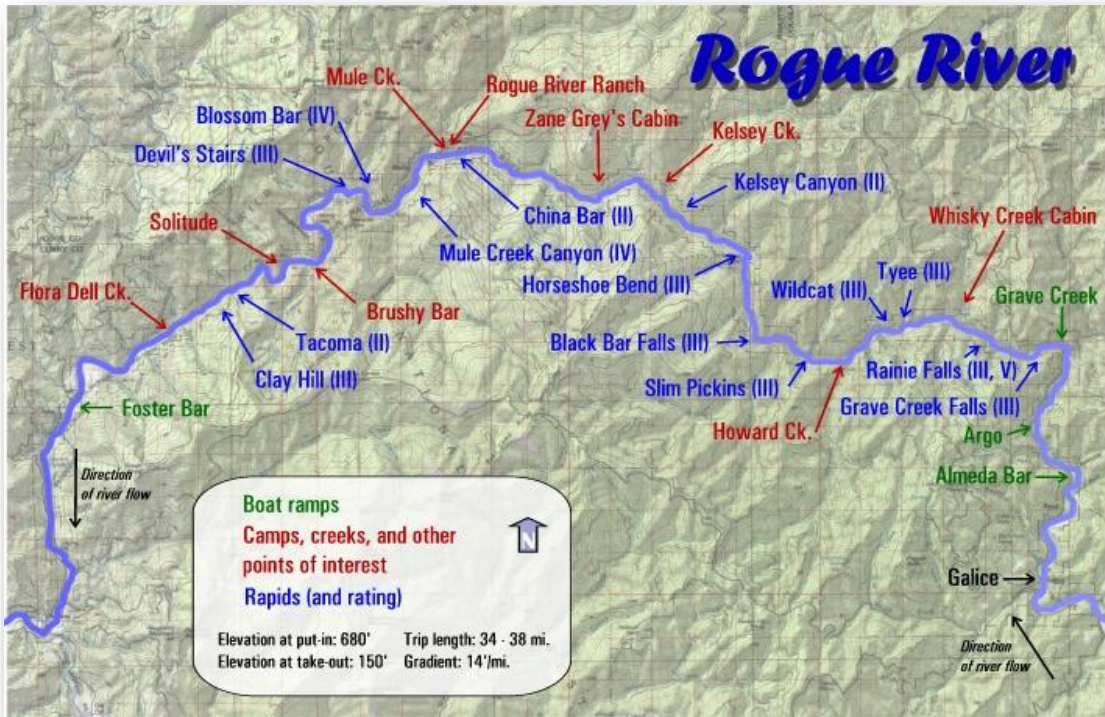 Rogue River
Mule Ck.
Rogue River Ranch
Blossom Bar (IV)
Zane Grey's Cabin
Kelsey Ck.
Devil's Stairs (III)
Kelsey Canyon (II)
China Bar (II)
Whisky Creek Cabin
Solitude
Mule Creek Canyon (IV)
Tyee (III)
Horseshoe Bend (III)
Wildcat (III)
Grave Creek
Flora Dell Ck.
Brushy Bar
Tacoma (II)
Black Bar Falls (III)
Rainie Falls (III, V)
Clay Hill (III)
Slim Pickins (III)
Grave Creek Falls (III)
Foster Bar
Howard Ck.
Argo
Almeda Bar
Direction
of river flow
Boat ramps
Camps, creeks, and other
points of interest
N
Rapids (and rating)
Galice
Elevation at put-in: 680' Trip length: 34 - 38 mi.
Elevation at take-out: 150' Gradient: 14'/mi.
Direction
of river flow